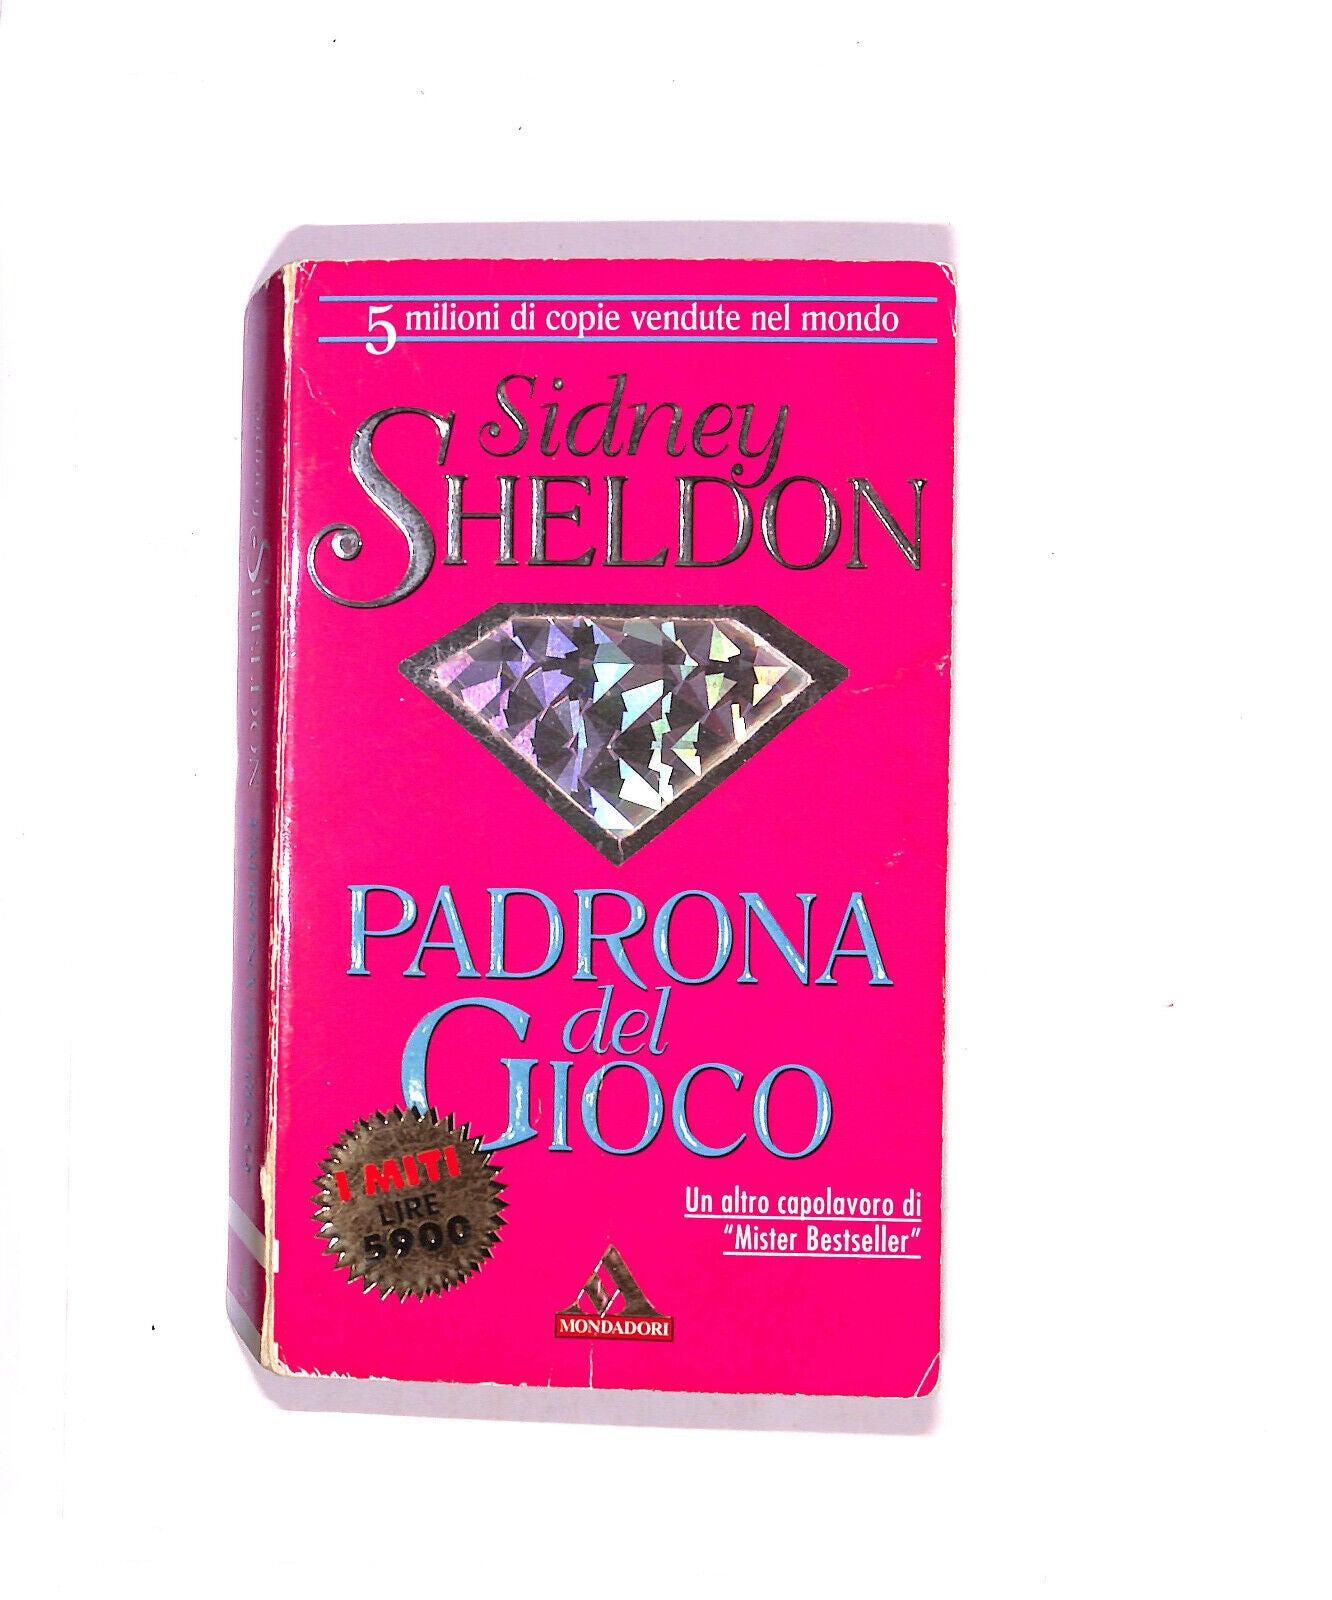 5 milioni di copie vendute nel mondo
Sidney
SHELDON
PADRONA
del
GIOCO
I MITI
LIRE
5900
Un altro capolavoro di
"Mister Bestseller"
MONDADORI
SHELDON